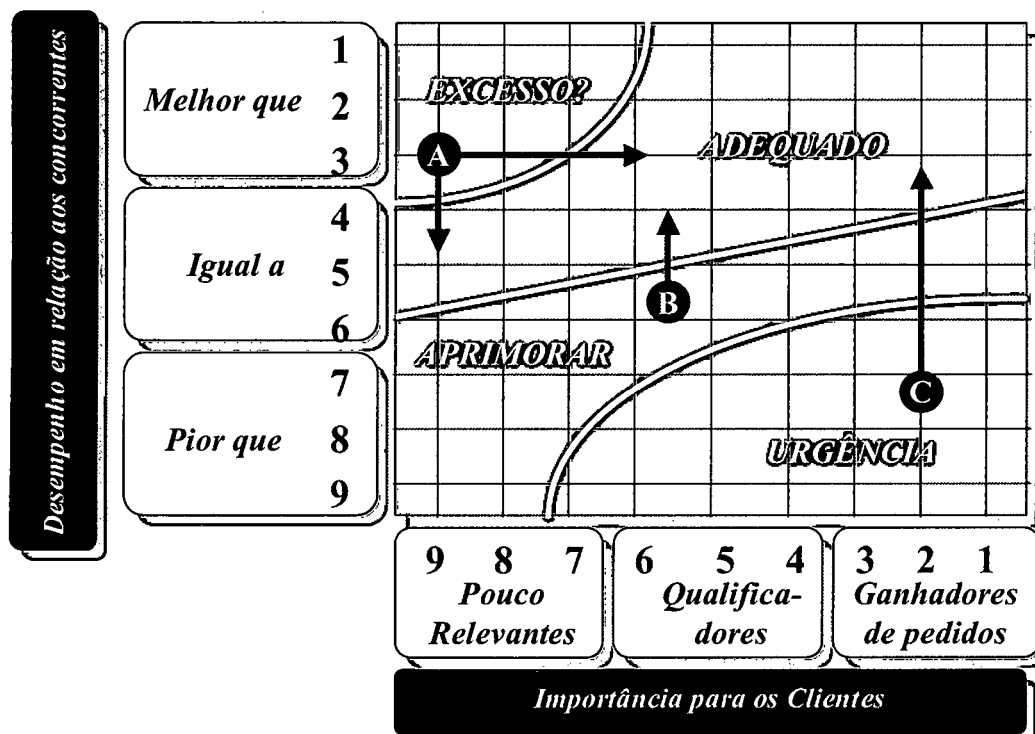 Desempenho em relação aos concorrentes
1
Melhor que 2
3
4
Igual a 5
6
7
Pior que 8
9
EXCESSO?
A
ADEQUADO
B
APRIMORAR
C
URGÊNCIA
9 8 7
Pouco
Relevantes
6 5 4
Qualifica-
dores
3 2 1
Ganhadores
de pedidos
Importância para os Clientes